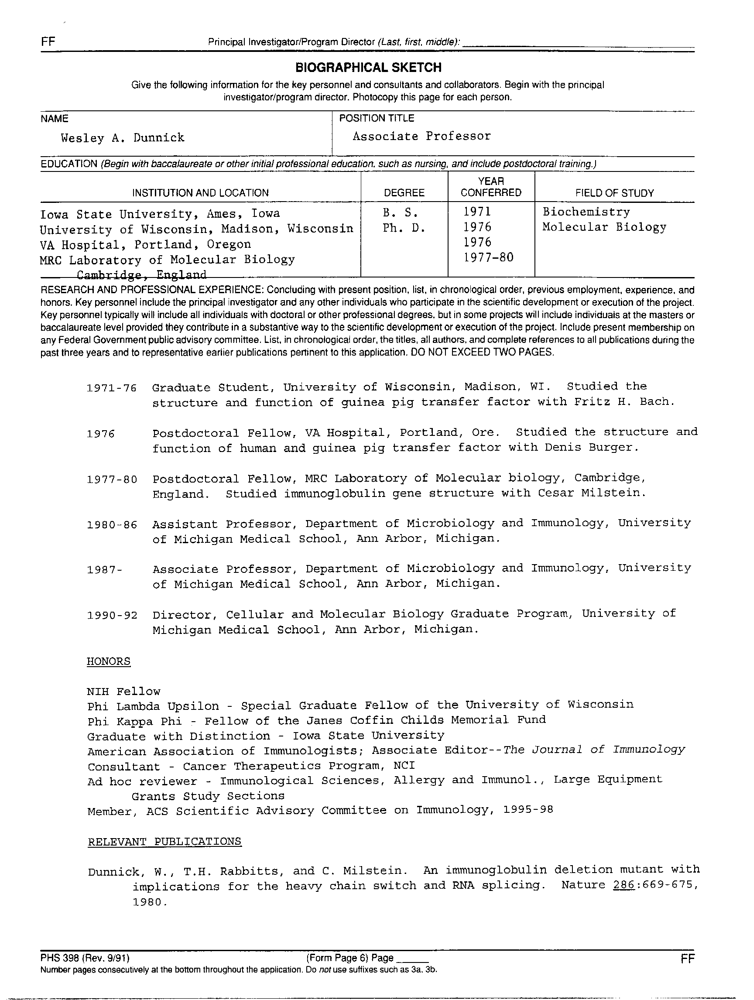 FF
Principal Investigator/Program Director (Last, first, middle):
BIOGRAPHICAL SKETCH
Give the following information for the key personnel and consultants and collaborators. Begin with the principal
investigator/program director. Photocopy this page for each person.
NAME
POSITION TITLE
Wesley A. Dunnick
Associate Professor
EDUCATION (Begin with baccalaureate or other initial professional education, such as nursing, and include postdoctoral training.)
INSTITUTION AND LOCATION DEGREE YEAR CONFERRED FIELD OF STUDY
Iowa State University, Ames, Iowa B. S. 1971 Biochemistry
University of Wisconsin, Madison, Wisconsin Ph. D. 1976 Molecular Biology
VA Hospital, Portland, Oregon 1976
MRC Laboratory of Molecular Biology 1977-80
Cambridge, England
RESEARCH AND PROFESSIONAL EXPERIENCE: Concluding with present position, list, in chronological order, previous employment, experience, and
honors. Key personnel include the principal investigator and any other individuals who participate in the scientific development or execution of the project.
Key personnel typically will include all individuals with doctoral or other professional degrees, but in some projects will include individuals at the masters or
baccalaureate level provided they contribute in a substantive way to the scientific development or execution of the project. Include present membership on
any Federal Government public advisory committee. List, in chronological order, the titles, all authors, and complete references to all publications during the
past three years and to representative earlier publications pertinent to this application. DO NOT EXCEED TWO PAGES.
1971-76 Graduate Student, University of Wisconsin, Madison, WI. Studied the
structure and function of guinea pig transfer factor with Fritz H. Bach.
1976 Postdoctoral Fellow, VA Hospital, Portland, Ore. Studied the structure and
function of human and guinea pig transfer factor with Denis Burger.
1977-80 Postdoctoral Fellow, MRC Laboratory of Molecular biology, Cambridge,
England. Studied immunoglobulin gene structure with Cesar Milstein.
1980-86 Assistant Professor, Department of Microbiology and Immunology, University
of Michigan Medical School, Ann Arbor, Michigan.
1987- Associate Professor, Department of Microbiology and Immunology, University
of Michigan Medical School, Ann Arbor, Michigan.
1990-92 Director, Cellular and Molecular Biology Graduate Program, University of
Michigan Medical School, Ann Arbor, Michigan.
HONORS
NIH Fellow
Phi Lambda Upsilon - Special Graduate Fellow of the University of Wisconsin
Phi Kappa Phi - Fellow of the Janes Coffin Childs Memorial Fund
Graduate with Distinction - Iowa State University
American Association of Immunologists; Associate Editor--The Journal of Immunology
Consultant - Cancer Therapeutics Program, NCI
Ad hoc reviewer - Immunological Sciences, Allergy and Immunol., Large Equipment
Grants Study Sections
Member, ACS Scientific Advisory Committee on Immunology, 1995-98
RELEVANT PUBLICATIONS
Dunnick, W., T.H. Rabbitts, and C. Milstein. An immunoglobulin deletion mutant with
implications for the heavy chain switch and RNA splicing. Nature 286:669-675,
1980.
PHS 398 (Rev. 9/91) (Form Page 6) Page FF
Number pages consecutively at the bottom throughout the application. Do not use suffixes such as 3a, 3b.